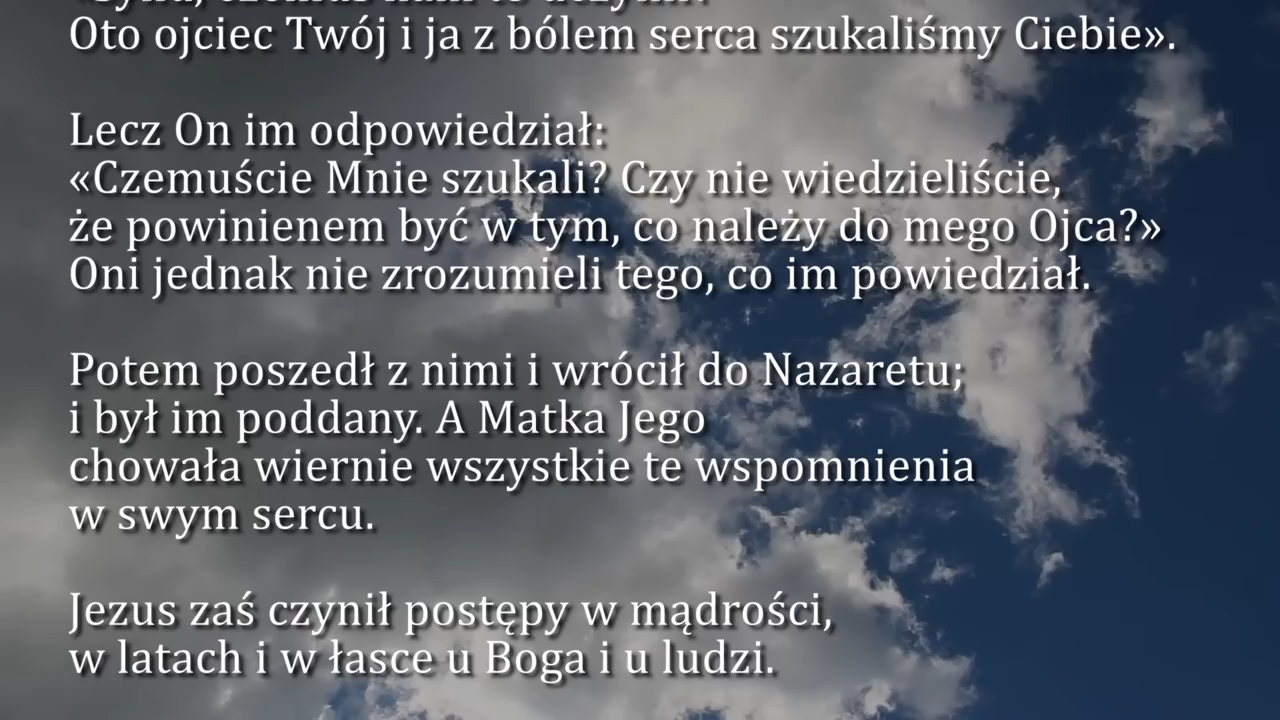 Oto ojciec Twój i ja z bólem serca szukaliśmy Ciebie».
Lecz On im odpowiedział:
«Czemuście Mnie szukali? Czy nie wiedzieliście,
że powinienem być w tym, co należy do mego Ojca?»
Oni jednak nie zrozumieli tego, co im powiedział.
Potem poszedł z nimi i wrócił do Nazaretu;
i był im poddany. A Matka Jego
chowała wiernie wszystkie te wspomnienia
w swym sercu.
Jezus zaś czynił postępy w mądrości,
w latach i w łasce u Boga i u ludzi.